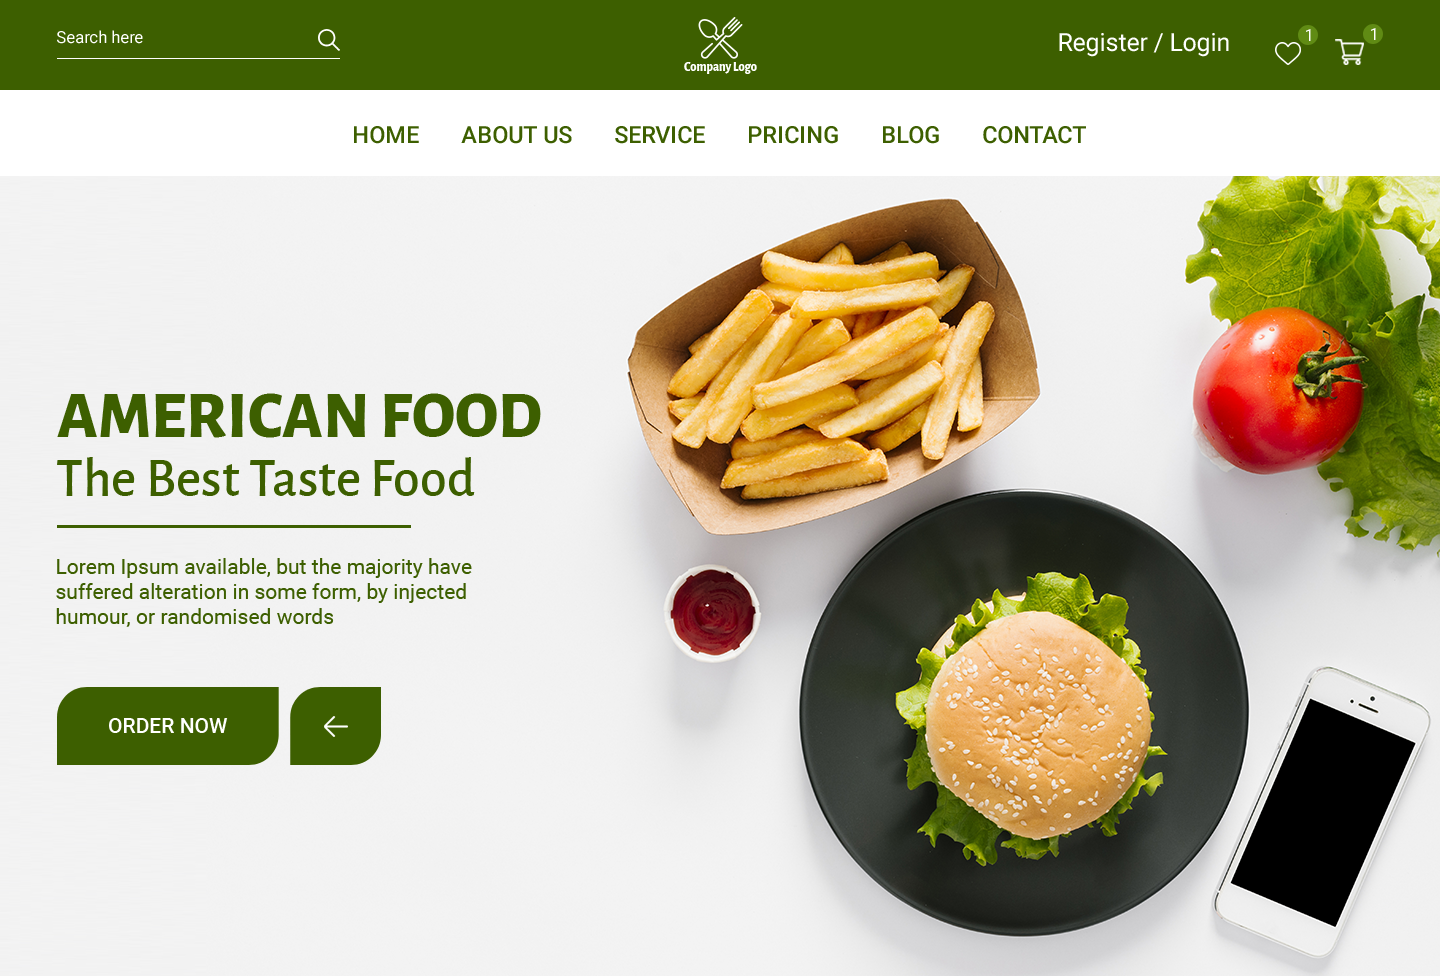 Search here
Company Logo
Register / Login
1
1
HOME
ABOUT US
SERVICE
PRICING
BLOG
CONTACT
AMERICAN FOOD
The Best Taste Food
Lorem Ipsum available, but the majority have
suffered alteration in some form, by injected
humour, or randomised words
ORDER NOW